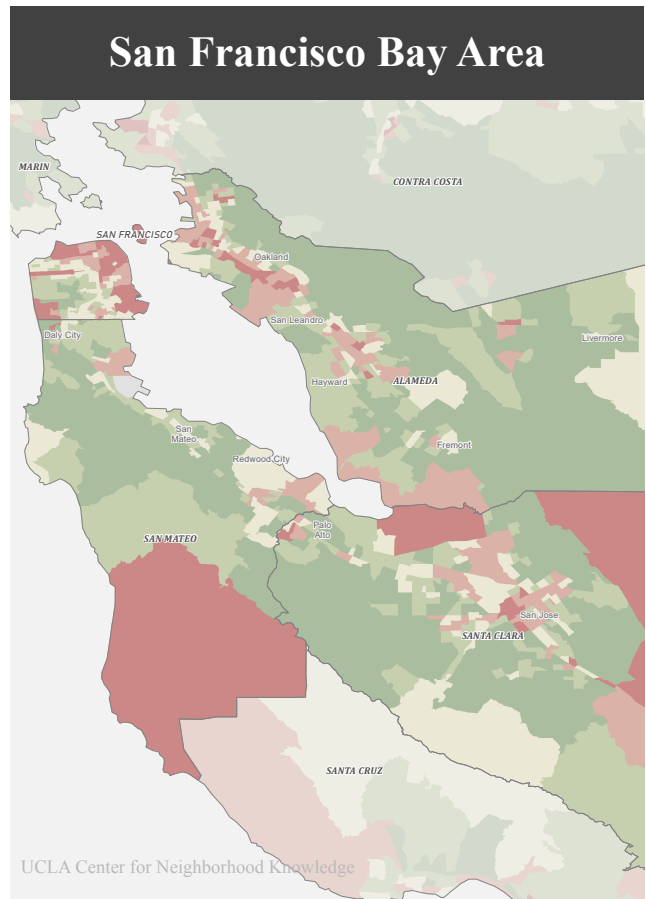 San Francisco Bay Area
MARIN
CONTRA COSTA
SAN FRANCISCO
Oakland
San Leandro
Daly City
Livermore
Hayward
ALAMEDA
San
Mateo
Fremont
Redwood City
Palo
Alto
SAN MATEO
San Jose
SANTA CLARA
SANTA CRUZ
UCLA Center for Neighborhood Knowledge